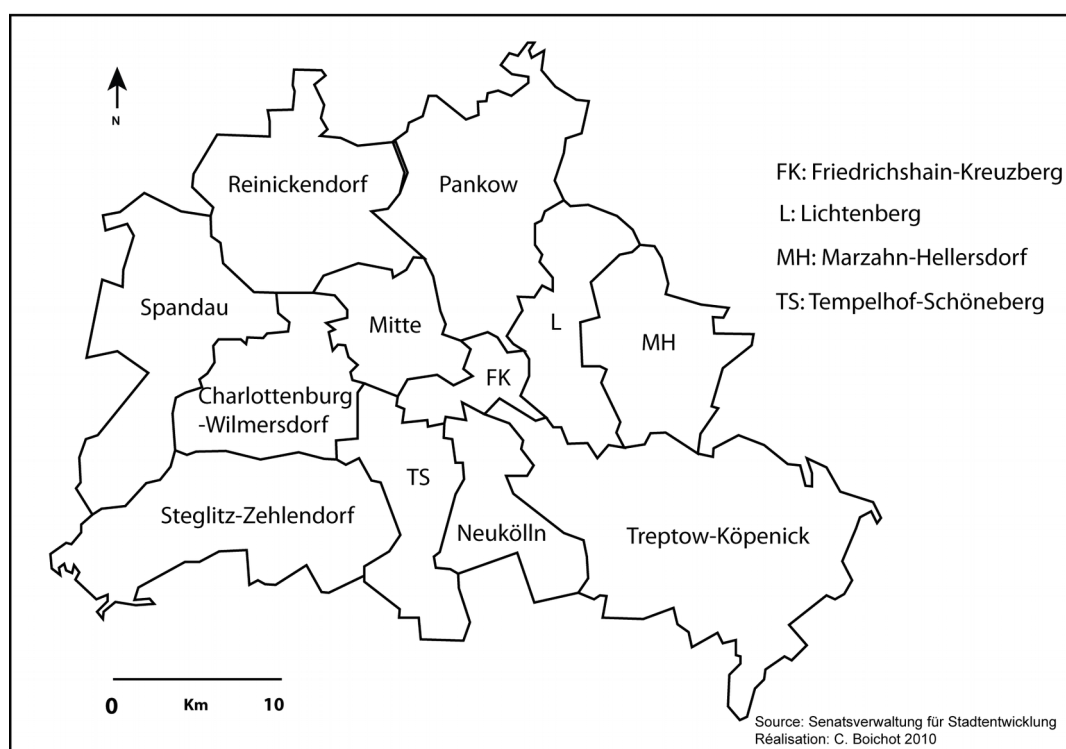 N
Reinickendorf
Pankow
FK: Friedrichshain-Kreuzberg
L: Lichtenberg
MH: Marzahn-Hellersdorf
TS: Tempelhof-Schöneberg
Spandau
Mitte
L
MH
FK
Charlottenburg
-Wilmersdorf
TS
Steglitz-Zehlendorf
Neukölln
Treptow-Köpenick
0 Km 10
Source: Senatsverwaltung für Stadtentwicklung
Réalisation: C. Boichot 2010